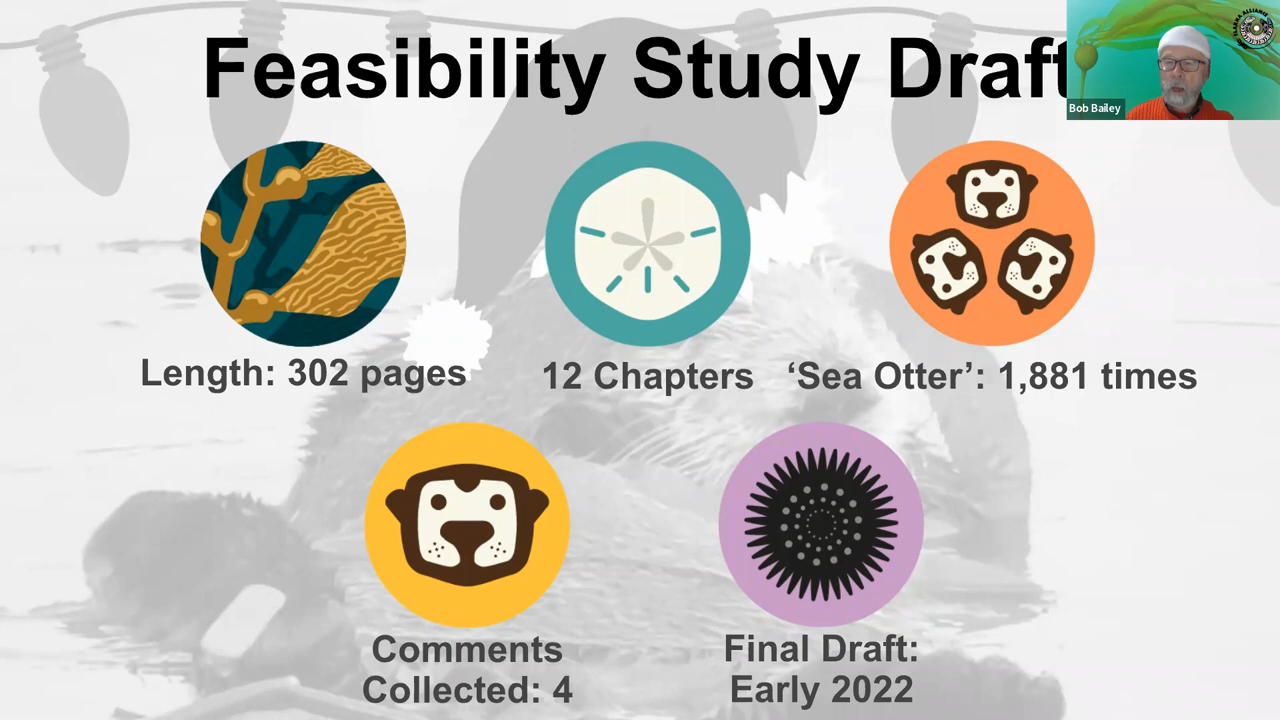 Feasibility Study Draft
Bob Bailey
Length: 302 pages
12 Chapters
‘Sea Otter’: 1,881 times
Comments
Collected: 4
Final Draft:
Early 2022